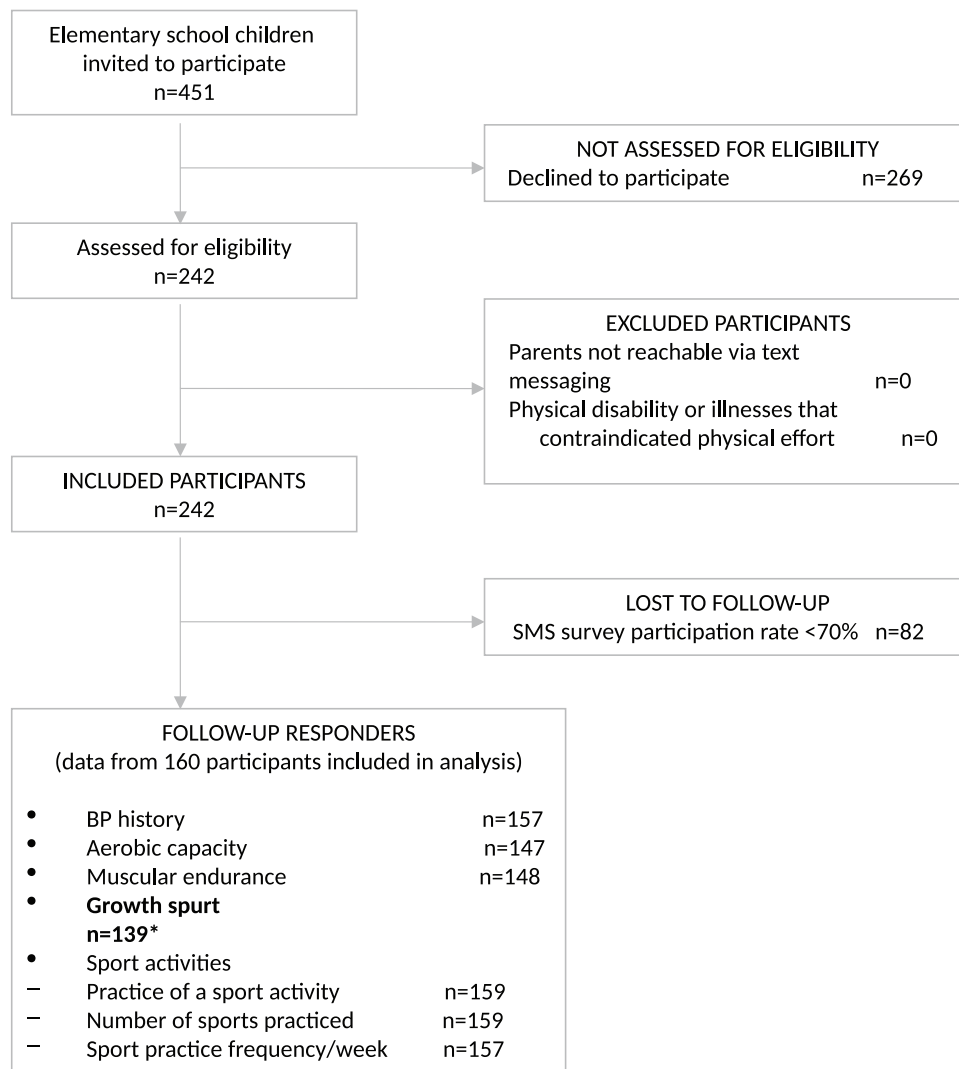 Elementary school children
invited to participate
n=451
NOT ASSESSED FOR ELIGIBILITY
Declined to participate n=269
Assessed for eligibility
n=242
EXCLUDED PARTICIPANTS
Parents not reachable via text
messaging n=0
Physical disability or illnesses that
contraindicated physical effort n=0
INCLUDED PARTICIPANTS
n=242
LOST TO FOLLOW-UP
SMS survey participation rate <70% n=82
FOLLOW-UP RESPONDERS
(data from 160 participants included in analysis)
• BP history n=157
• Aerobic capacity n=147
• Muscular endurance n=148
• Growth spurt
n=139*
• Sport activities
– Practice of a sport activity n=159
– Number of sports practiced n=159
– Sport practice frequency/week n=157